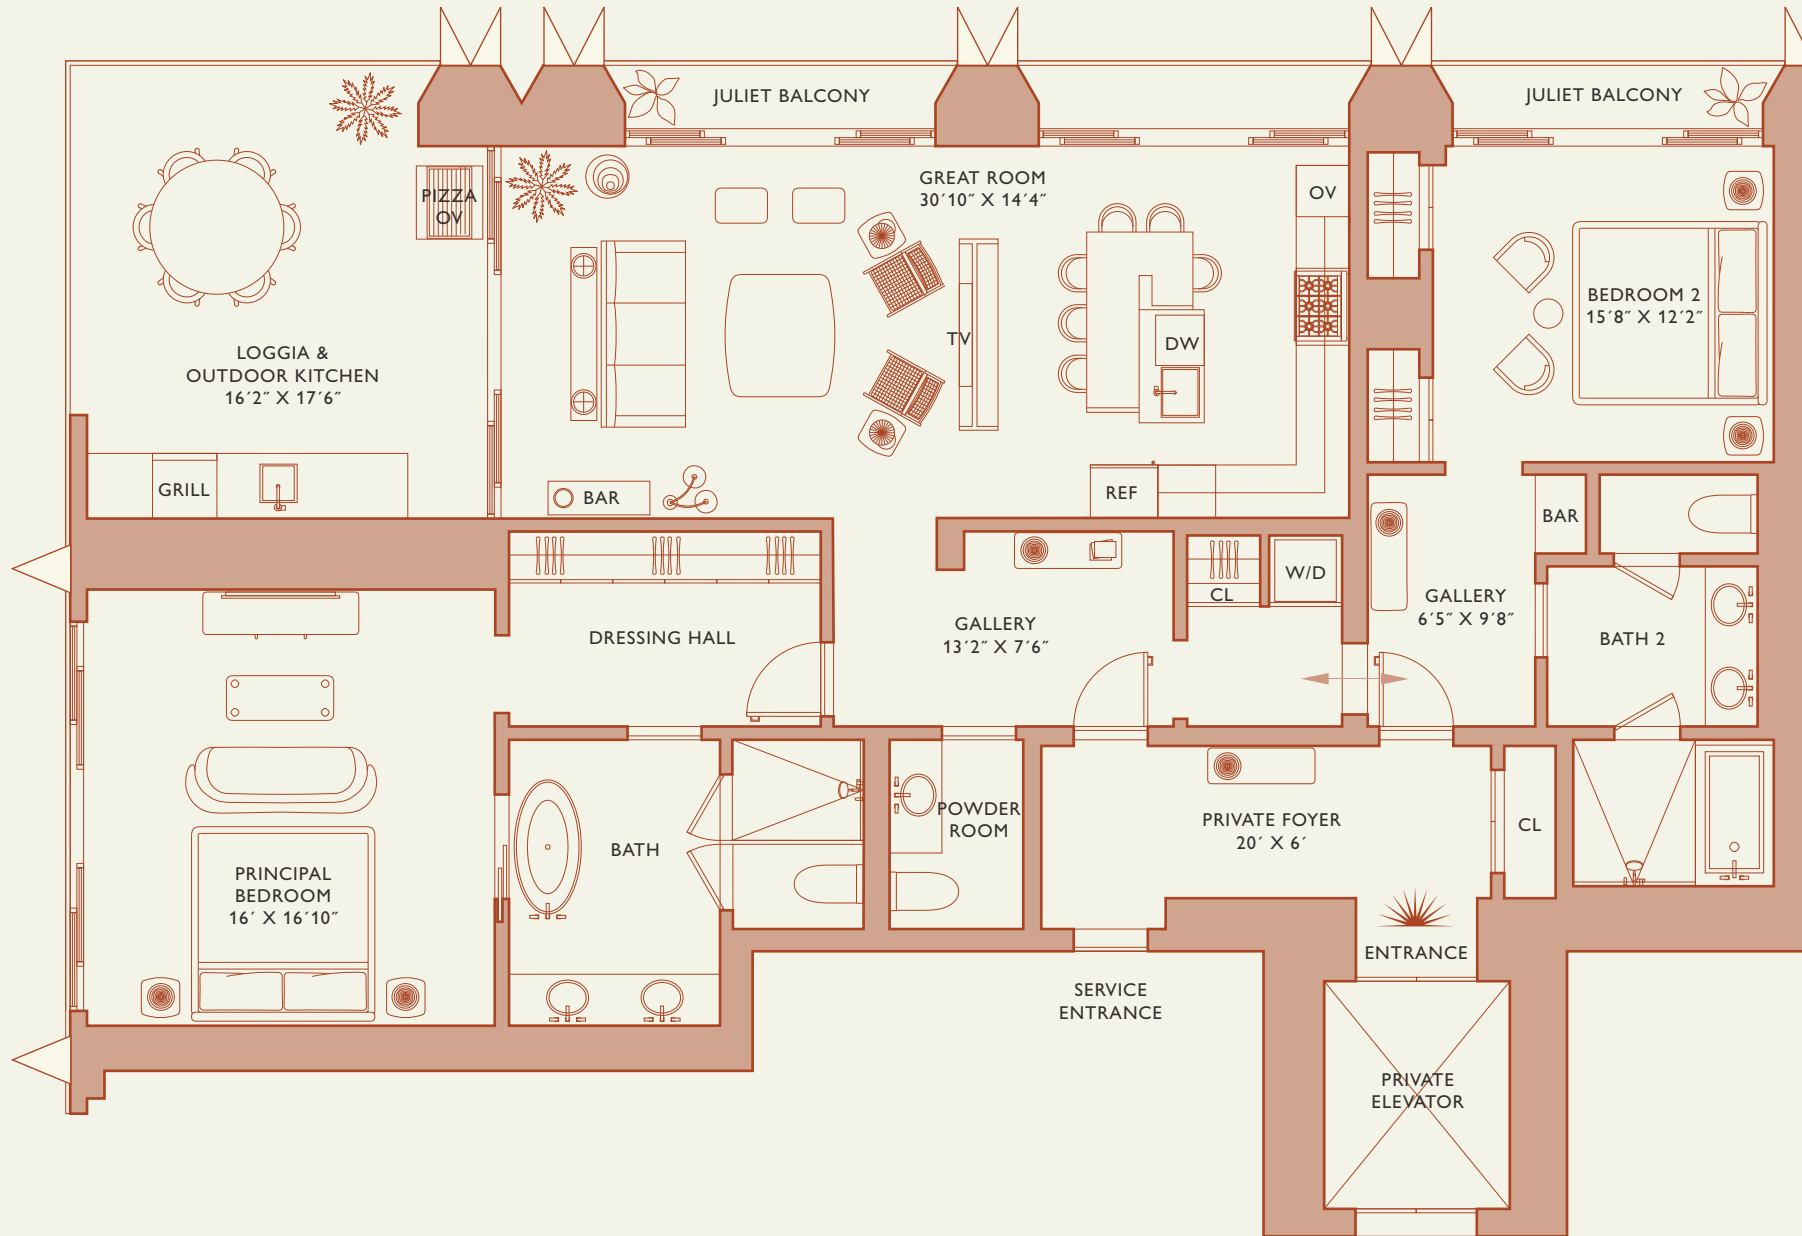 JULIET BALCONY
JULIET BALCONY
PIZZA
OV
GREAT ROOM
30´10˝ X 14´4˝
OV
BEDROOM 2
15´8˝ X 12´2˝
TV
DW
LOGGIA &
OUTDOOR KITCHEN
16´2˝ X 17´6˝
GRILL
BAR
REF
BAR
W/D
CL
GALLERY
13´2˝ X 7´6˝
GALLERY
6´5˝ X 9´8˝
DRESSING HALL
BATH 2
POWDER
ROOM
PRIVATE FOYER
20´ X 6´
CL
BATH
PRINCIPAL
BEDROOM
16´ X 16´10˝
ENTRANCE
SERVICE
ENTRANCE
PRIVATE
ELEVATOR